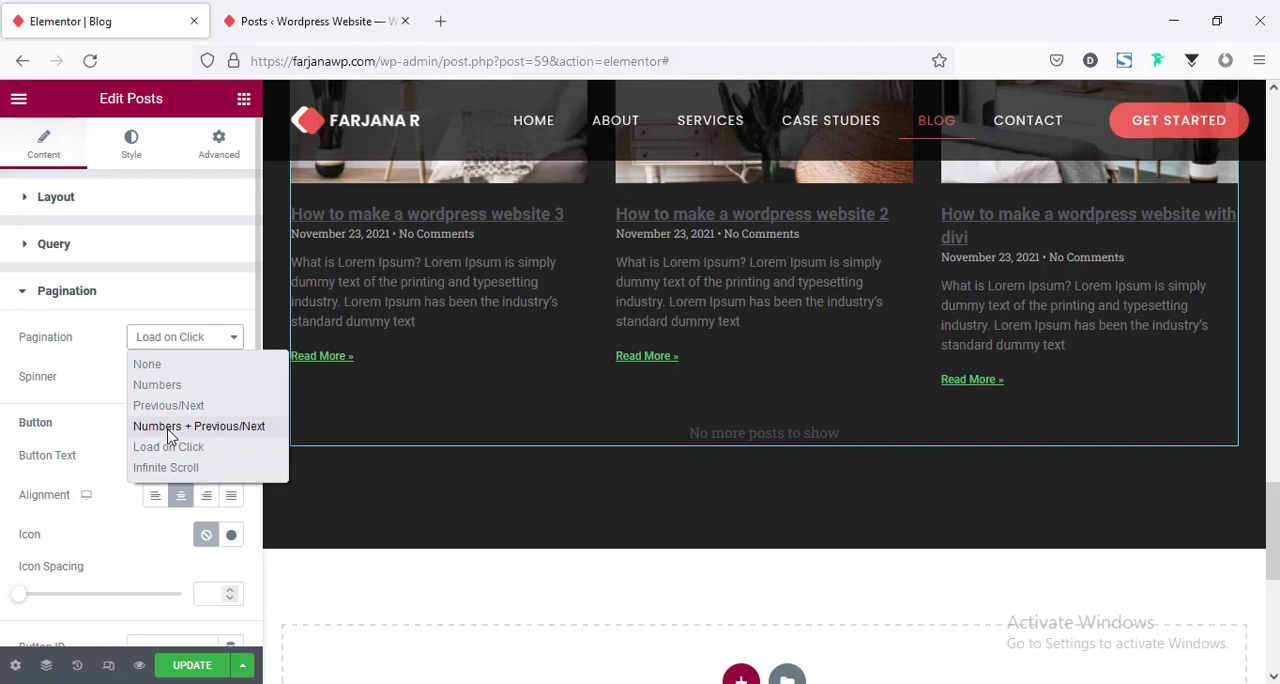 Elementor | Blog
Posts ‹ Wordpress Website — W
https://farjanawp.com/wp-admin/post.php?post=59&action=elementor#
Edit Posts
Content
Style
Advanced
Layout
Query
Pagination
Pagination
Load on Click
None
Numbers
Previous/Next
Numbers + Previous/Next
Load on Click
Infinite Scroll
Spinner
Button
Button Text
Alignment
Icon
Icon Spacing
Button ID
UPDATE
FARJANA R
HOME
ABOUT
SERVICES
CASE STUDIES
BLOG
CONTACT
GET STARTED
How to make a wordpress website 3
November 23, 2021 • No Comments
What is Lorem Ipsum? Lorem Ipsum is simply
dummy text of the printing and typesetting
industry. Lorem Ipsum has been the industry's
standard dummy text
Read More »
How to make a wordpress website 2
November 23, 2021 • No Comments
What is Lorem Ipsum? Lorem Ipsum is simply
dummy text of the printing and typesetting
industry. Lorem Ipsum has been the industry's
standard dummy text
Read More »
How to make a wordpress website with
divi
November 23, 2021 • No Comments
What is Lorem Ipsum? Lorem Ipsum is simply
dummy text of the printing and typesetting
industry. Lorem Ipsum has been the industry's
standard dummy text
Read More »
No more posts to show
Activate Windows
Go to Settings to activate Windows.